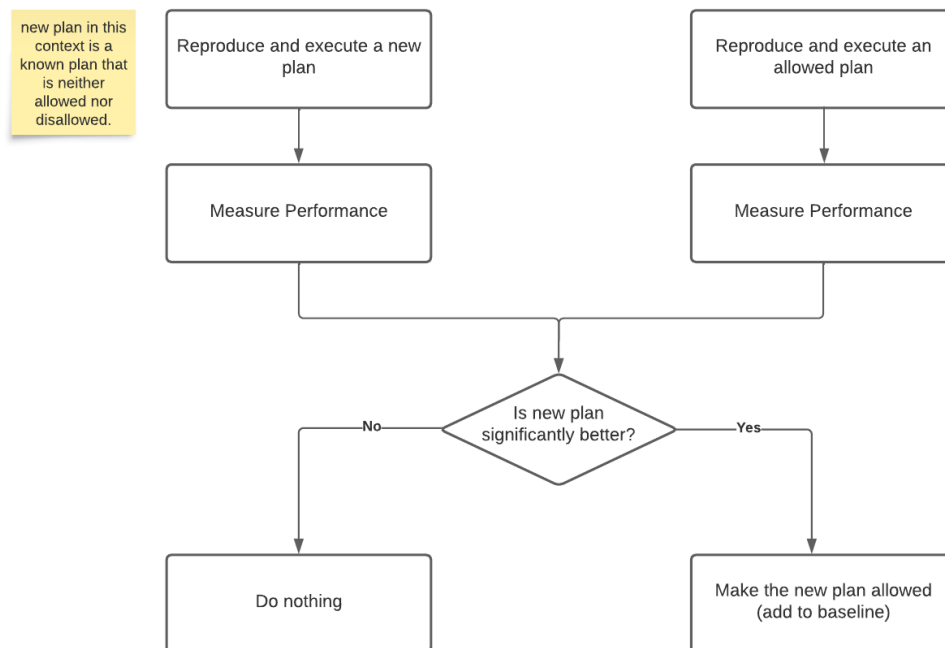 new plan in this
context is a
known plan that
is neither
allowed nor
disallowed.
Reproduce and execute a new
plan
Reproduce and execute an
allowed plan
Measure Performance
Measure Performance
Is new plan
significantly better?
No
Yes
Do nothing
Make the new plan allowed
(add to baseline)